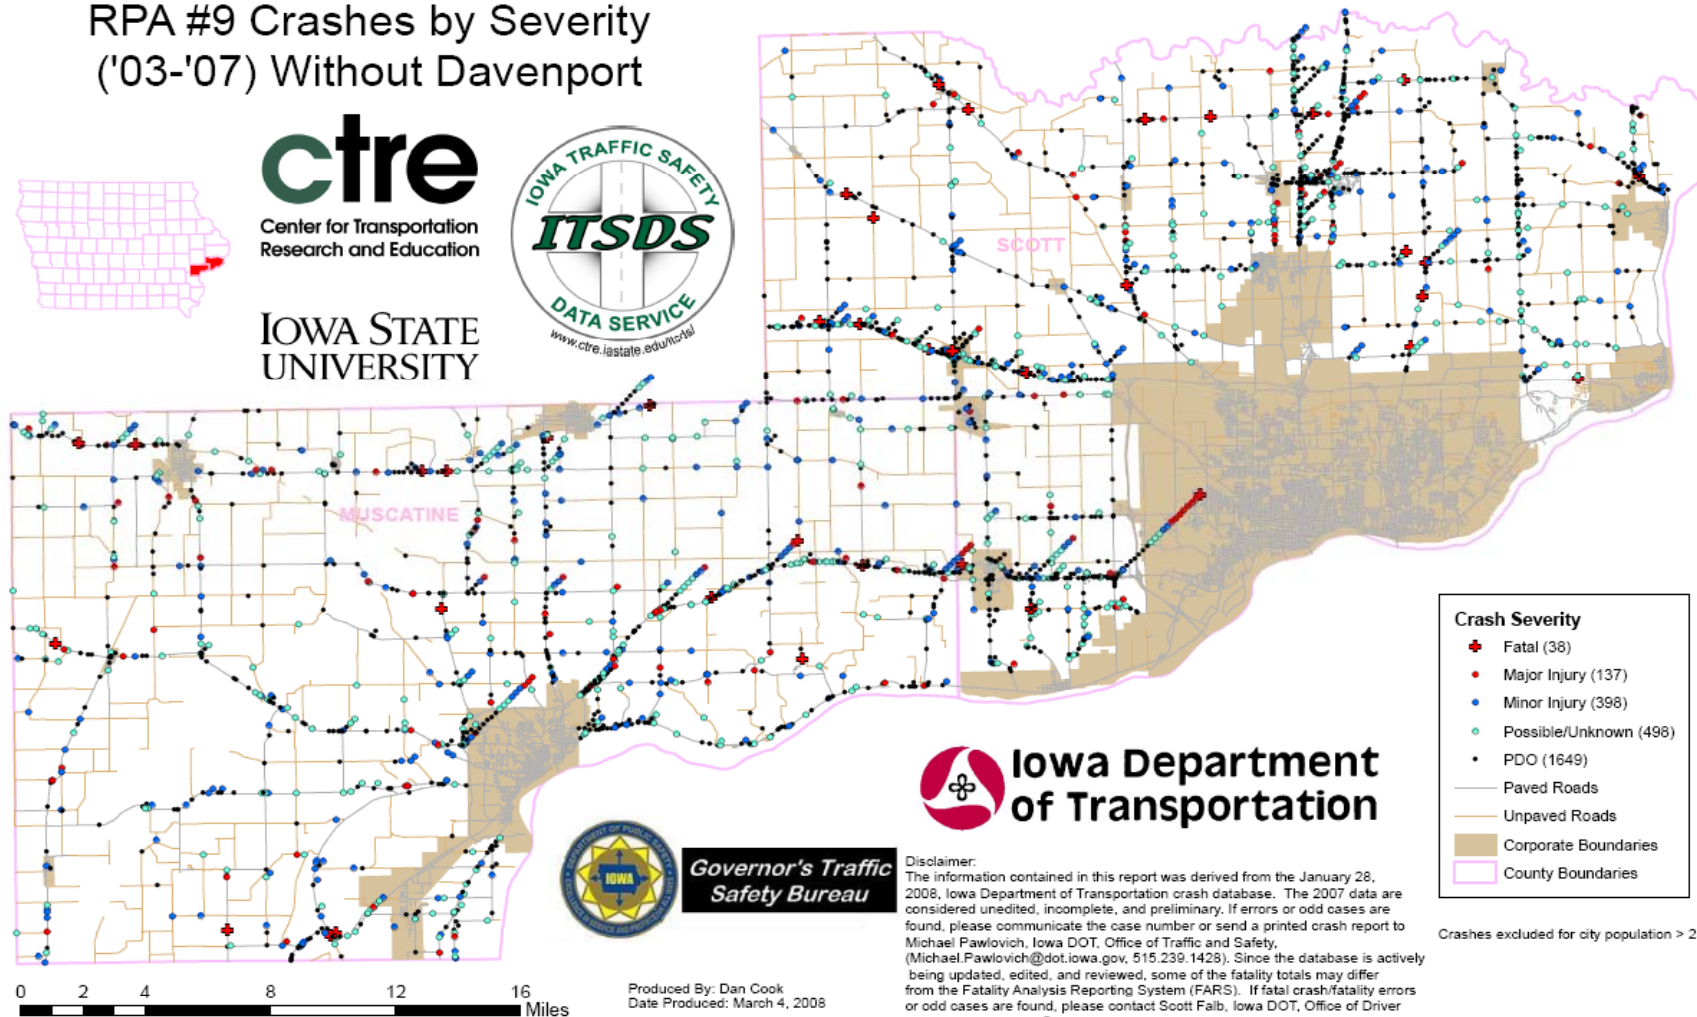 RPA #9 Crashes by Severity
('03-'07) Without Davenport
ctre
Center for Transportation
Research and Education
IOWA STATE
UNIVERSITY
IOWA TRAFFIC SAFETY
ITSDS
DATA SERVICE
www.ctre.iastate.edu/itsds/
SCOTT
MUSCATINE
Crash Severity
Fatal (38)
Major Injury (137)
Minor Injury (398)
Possible/Unknown (498)
PDO (1649)
Paved Roads
Unpaved Roads
Corporate Boundaries
County Boundaries
Crashes excluded for city population > 2
Iowa Department
of Transportation
IOWA
Governor's Traffic
Safety Bureau
Disclaimer:
The information contained in this report was derived from the January 28,
2008, Iowa Department of Transportation crash database. The 2007 data are
considered unedited, incomplete, and preliminary. If errors or odd cases are
found, please communicate the case number or send a printed crash report to
Michael Pawlovich, Iowa DOT, Office of Traffic and Safety,
(Michael.Pawlovich@dot.iowa.gov, 515.239.1428). Since the database is actively
being updated, edited, and reviewed, some of the fatality totals may differ
from the Fatality Analysis Reporting System (FARS). If fatal crash/fatality errors
or odd cases are found, please contact Scott Falb, Iowa DOT, Office of Driver
0 2 4 8 12 16
Miles
Produced By: Dan Cook
Date Produced: March 4, 2008